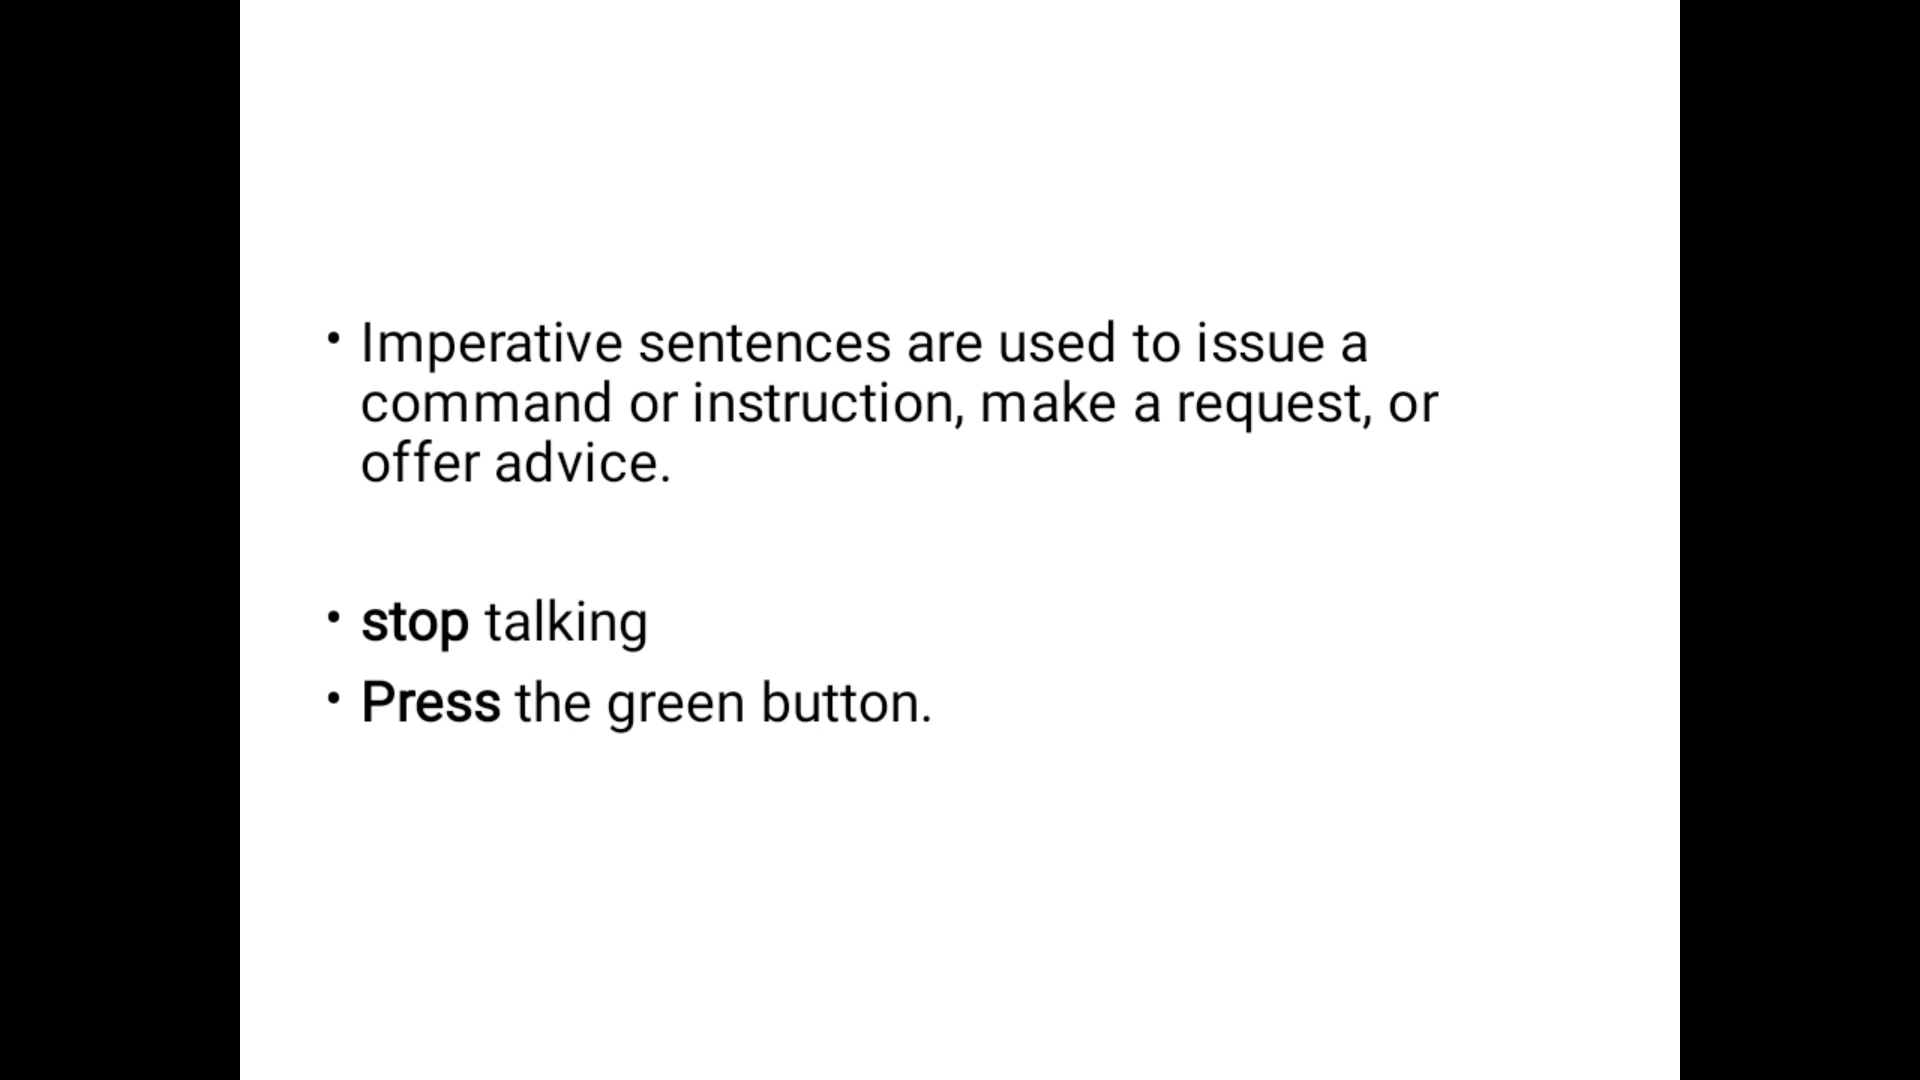 • Imperative sentences are used to issue a
command or instruction, make a request, or
offer advice.
• stop talking
• Press the green button.